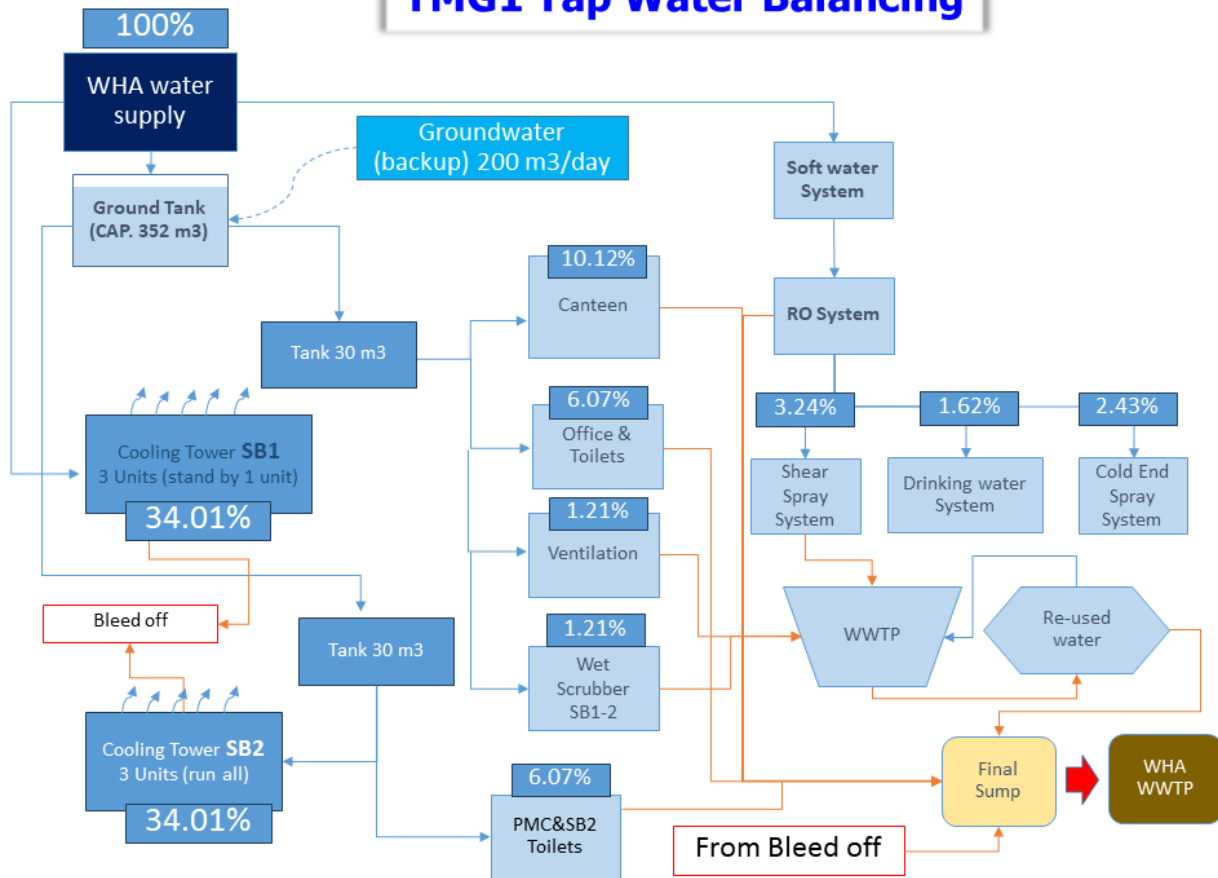 TMG1 Tap Water Balancing
100%
WHA water
supply
Groundwater
(backup) 200 m3/day
Ground Tank
(CAP. 352 m3)
Soft water
System
10.12%
Canteen
RO System
Tank 30 m3
6.07%
Office &
Toilets
3.24%
1.62%
2.43%
Shear
Spray
System
Drinking water
System
Cold End
Spray
System
Cooling Tower SB1
3 Units (stand by 1 unit)
34.01%
1.21%
Ventilation
Bleed off
Tank 30 m3
1.21%
Wet
Scrubber
SB1-2
WWTP
Re-used
water
Cooling Tower SB2
3 Units (run all)
34.01%
6.07%
PMC&SB2
Toilets
Final
Sump
WHA
WWTP
From Bleed off